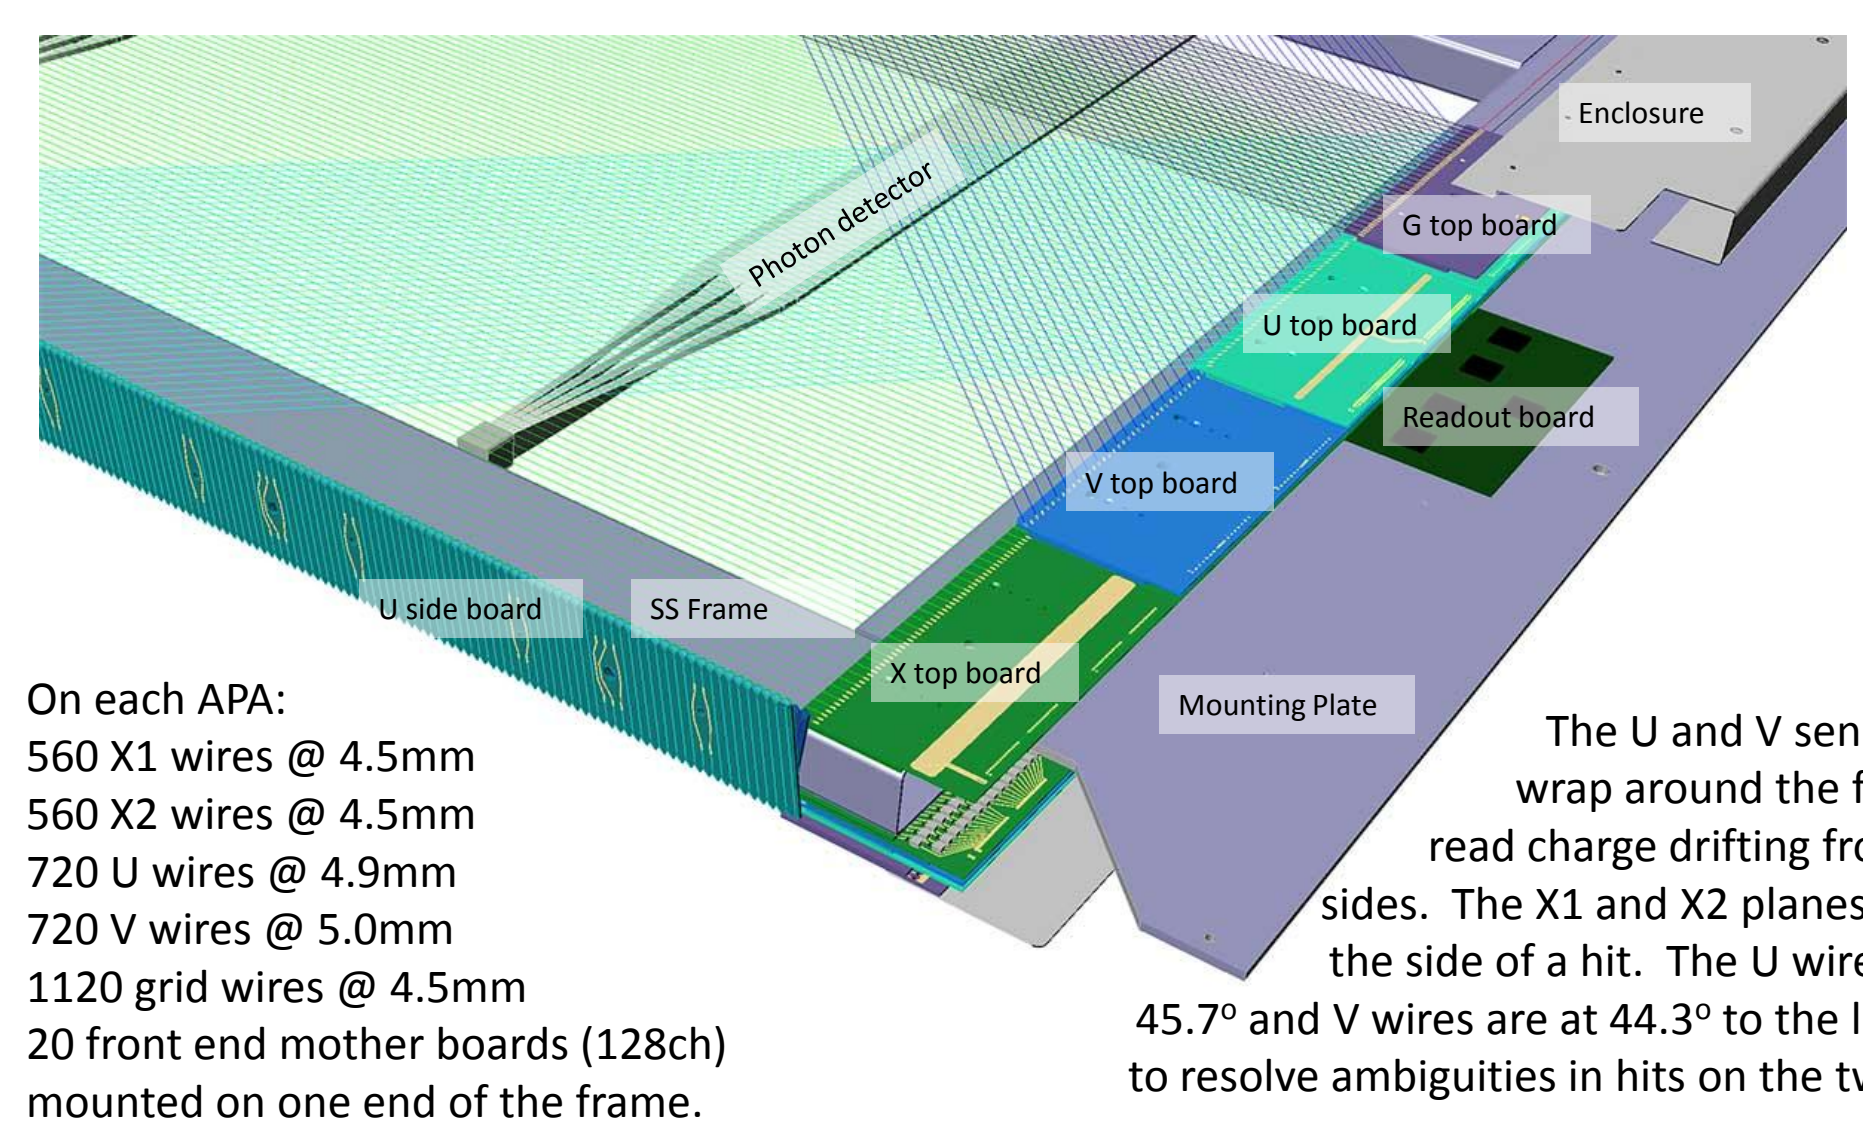 Enclosure
Photon detector
G top board
U top board
Readout board
V top board
U side board
SS Frame
X top board
Mounting Plate
On each APA:
560 X1 wires @ 4.5mm
560 X2 wires @ 4.5mm
720 U wires @ 4.9mm
720 V wires @ 5.0mm
1120 grid wires @ 4.5mm
20 front end mother boards (128ch)
mounted on one end of the frame.
The U and V sen
wrap around the f
read charge drifting fro
sides. The X1 and X2 planes
the side of a hit. The U wire
45.7° and V wires are at 44.3° to the l
to resolve ambiguities in hits on the tw